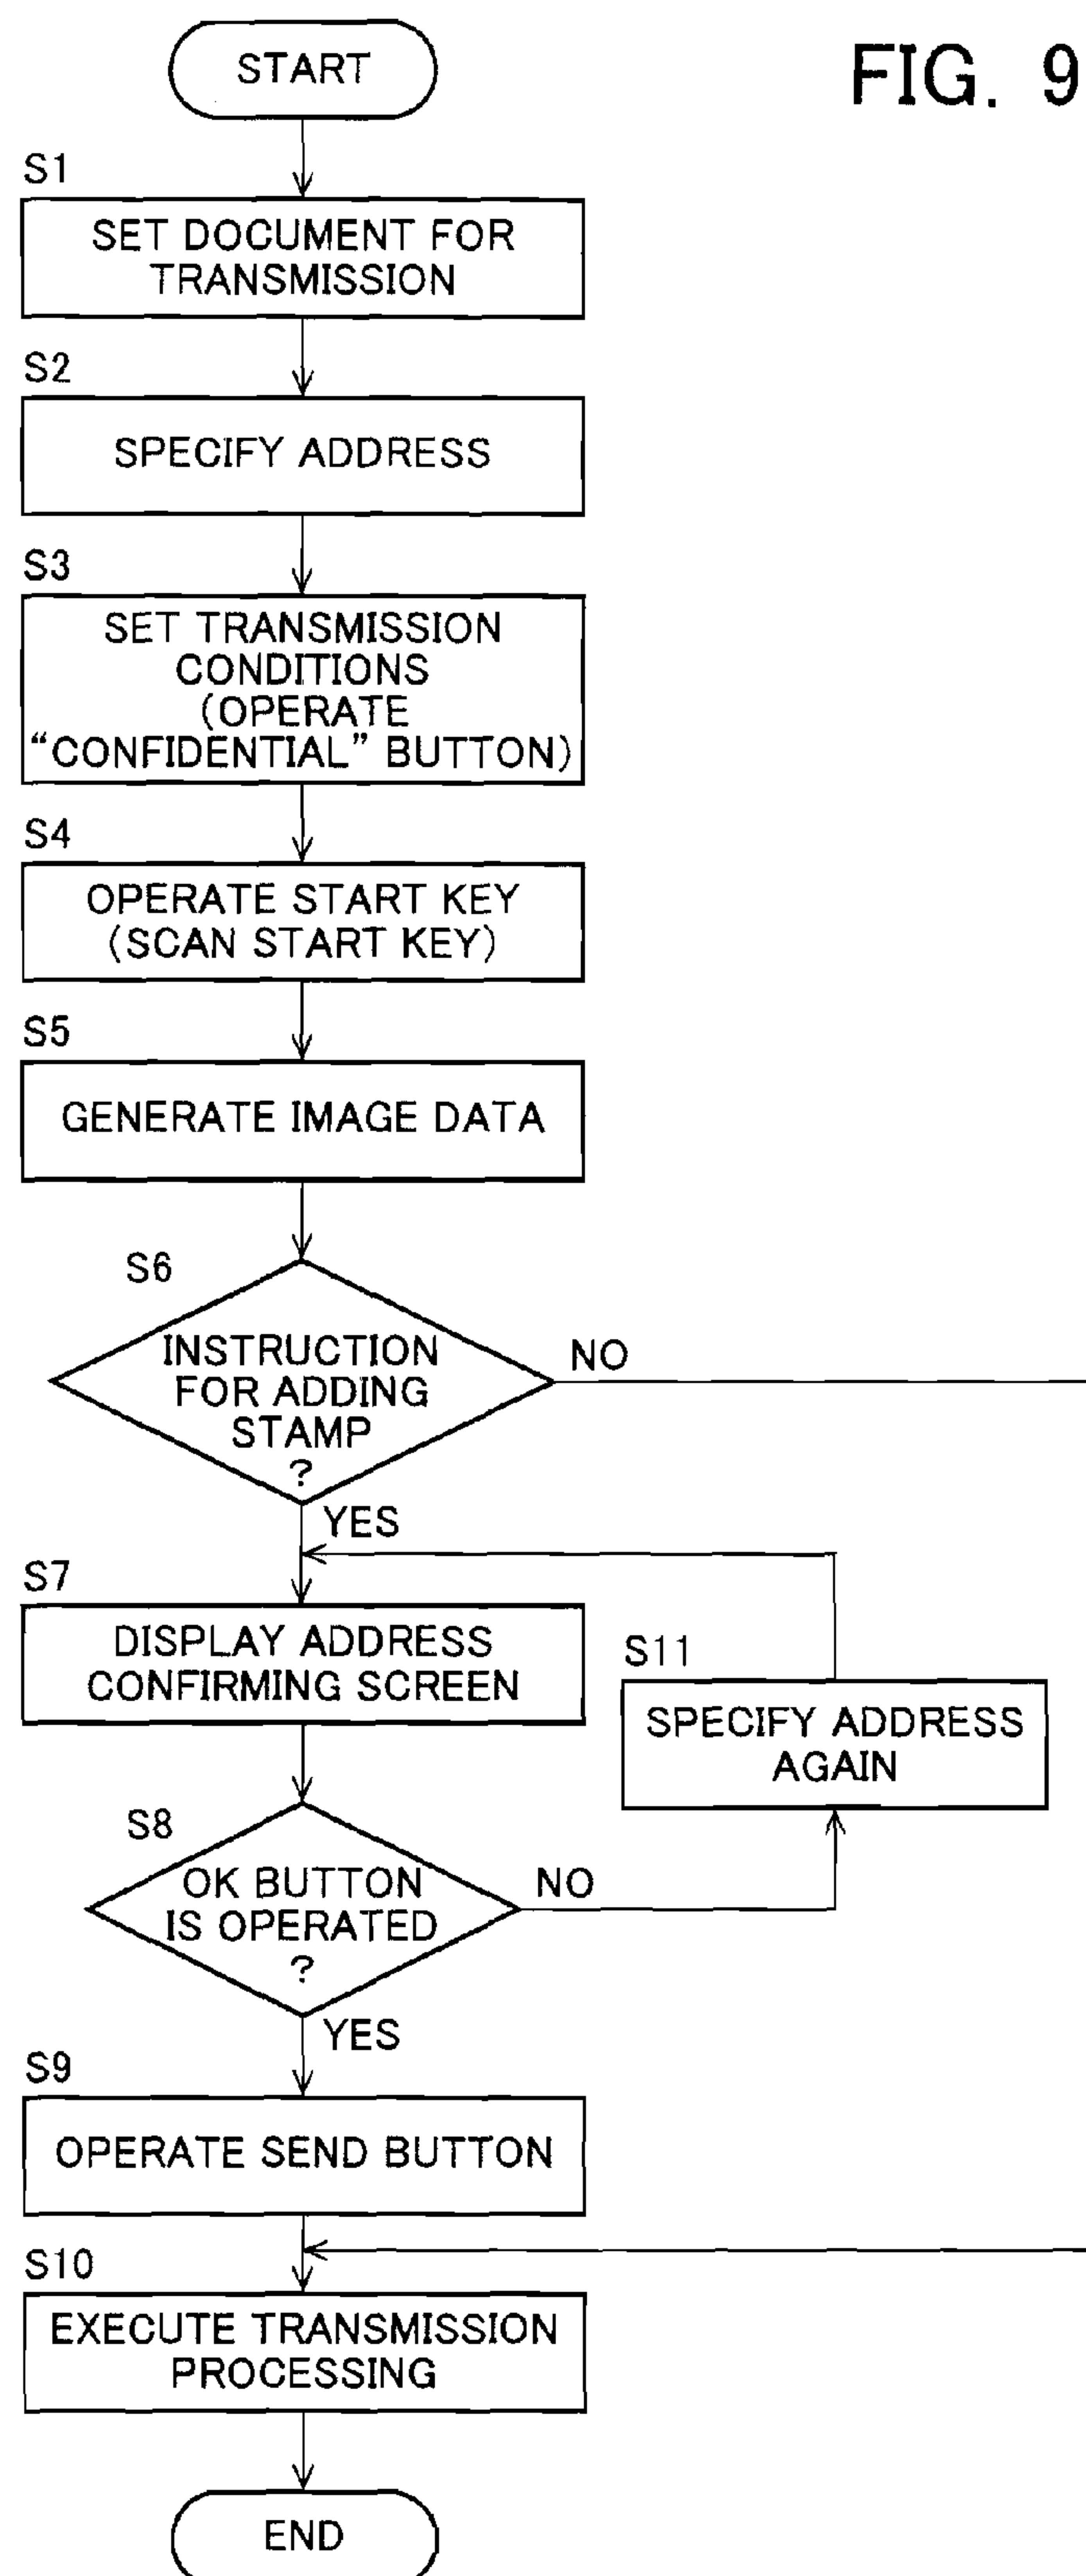 FIG. 9
START
S1
SET DOCUMENT FOR
TRANSMISSION
S2
SPECIFY ADDRESS
S3
SET TRANSMISSION
CONDITIONS
(OPERATE
“CONFIDENTIAL” BUTTON)
S4
OPERATE START KEY
(SCAN START KEY)
S5
GENERATE IMAGE DATA
S6
INSTRUCTION
FOR ADDING
STAMP
?
NO
YES
S7
DISPLAY ADDRESS
CONFIRMING SCREEN
S11
SPECIFY ADDRESS
AGAIN
S8
OK BUTTON
IS OPERATED
?
NO
YES
S9
OPERATE SEND BUTTON
S10
EXECUTE TRANSMISSION
PROCESSING
END